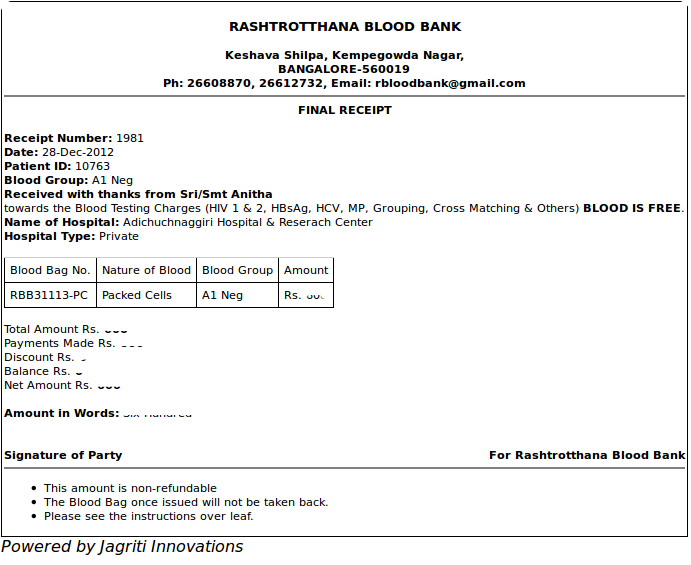 RASHTROTTHANA BLOOD BANK
Keshava Shilpa, Kempegowda Nagar,
BANGALORE-560019
Ph: 26608870, 26612732, Email: rbloodbank@gmail.com
FINAL RECEIPT
Receipt Number: 1981
Date: 28-Dec-2012
Patient ID: 10763
Blood Group: A1 Neg
Received with thanks from Sri/Smt Anitha
towards the Blood Testing Charges (HIV 1 & 2, HBsAg, HCV, MP, Grouping, Cross Matching & Others) BLOOD IS FREE.
Name of Hospital: Adichuchnaggiri Hospital & Reserach Center
Hospital Type: Private
Blood Bag No. Nature of Blood Blood Group Amount
RBB31113-PC Packed Cells A1 Neg Rs.
Total Amount Rs.
Payments Made Rs.
Discount Rs.
Balance Rs.
Net Amount Rs.
Amount in Words: Six Hundred
Signature of Party For Rashtrotthana Blood Bank
This amount is non-refundable
The Blood Bag once issued will not be taken back.
Please see the instructions over leaf.
Powered by Jagriti Innovations